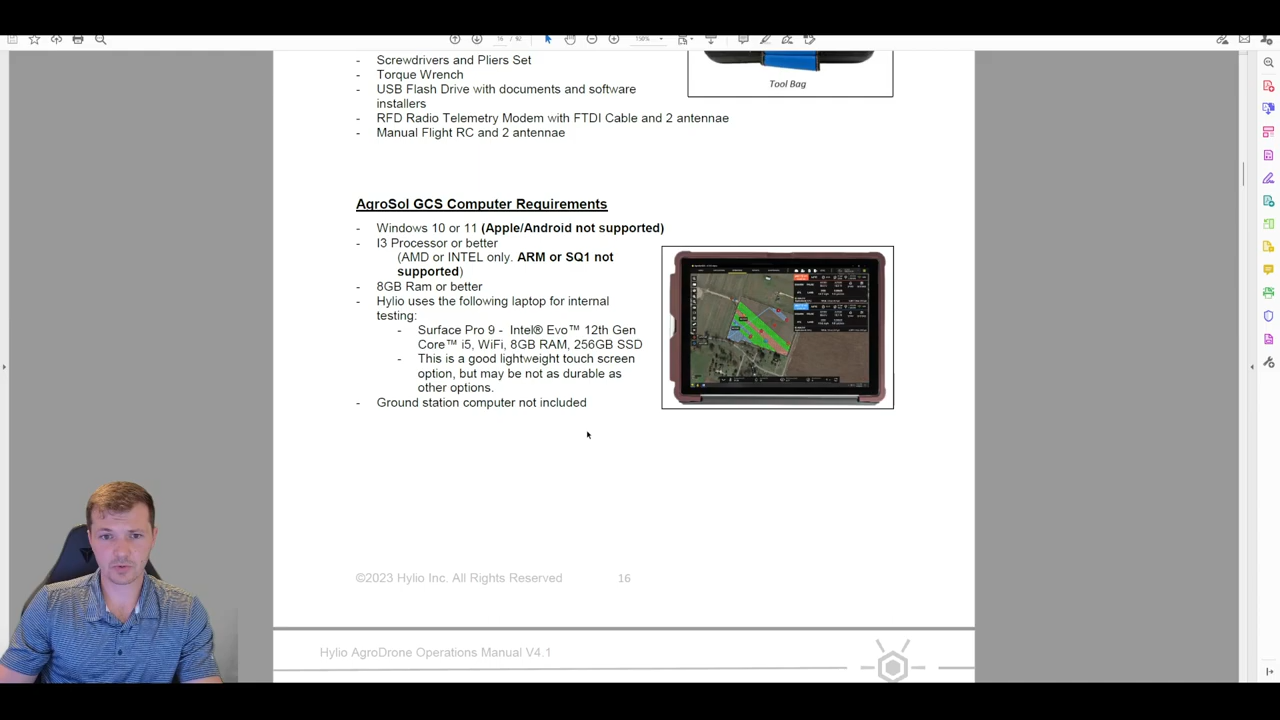 16 / 92
150%
- Screwdrivers and Pliers Set
- Torque Wrench
- USB Flash Drive with documents and software
installers
- RFD Radio Telemetry Modem with FTDI Cable and 2 antennae
- Manual Flight RC and 2 antennae
Tool Bag
AgroSol GCS Computer Requirements
- Windows 10 or 11 (Apple/Android not supported)
- I3 Processor or better
(AMD or INTEL only. ARM or SQ1 not
supported)
- 8GB Ram or better
- Hylio uses the following laptop for internal
testing:
- Surface Pro 9 - Intel® Evo™ 12th Gen
Core™ i5, WiFi, 8GB RAM, 256GB SSD
- This is a good lightweight touch screen
option, but may be not as durable as
other options.
- Ground station computer not included
©2023 Hylio Inc. All Rights Reserved 16
Hylio AgroDrone Operations Manual V4.1